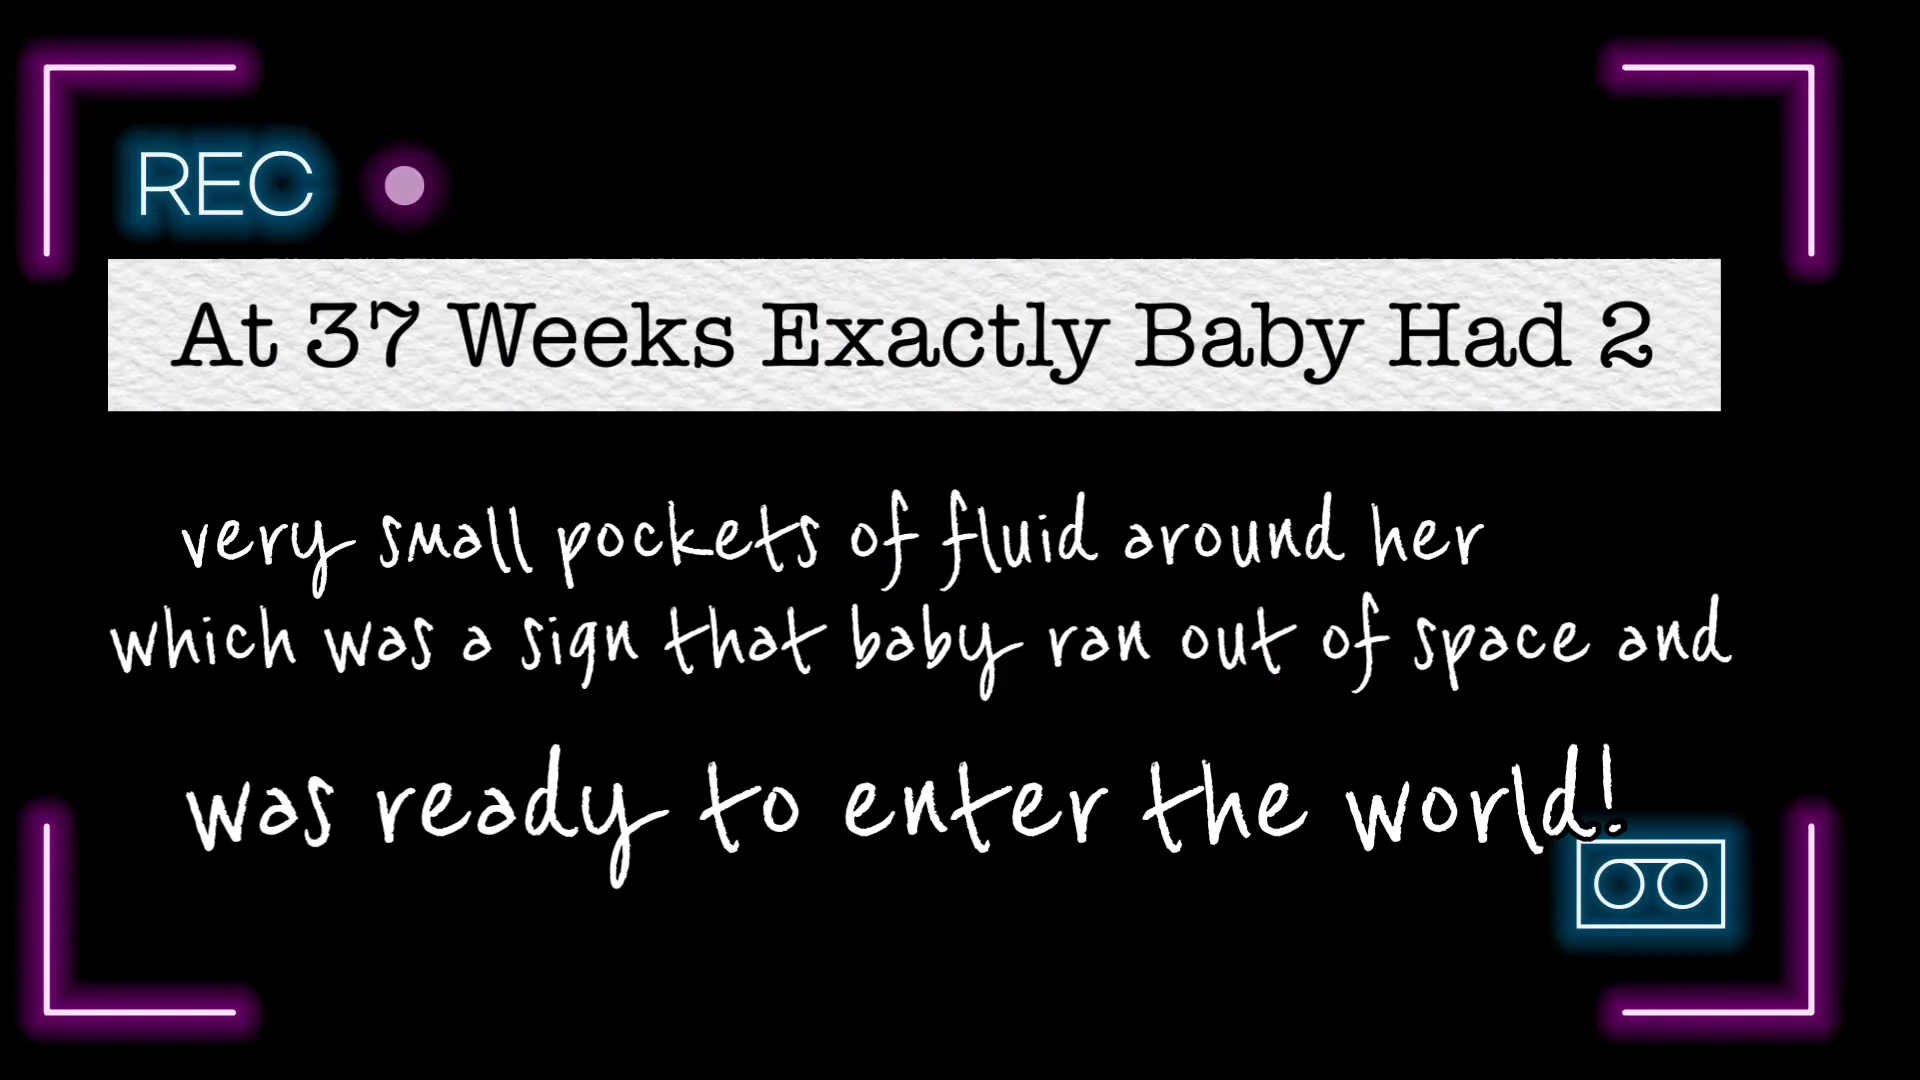 REC
At 37 Weeks Exactly Baby Had 2
very small pockets of fluid around her
which was a sign that baby ran out of space and
was ready to enter the world!